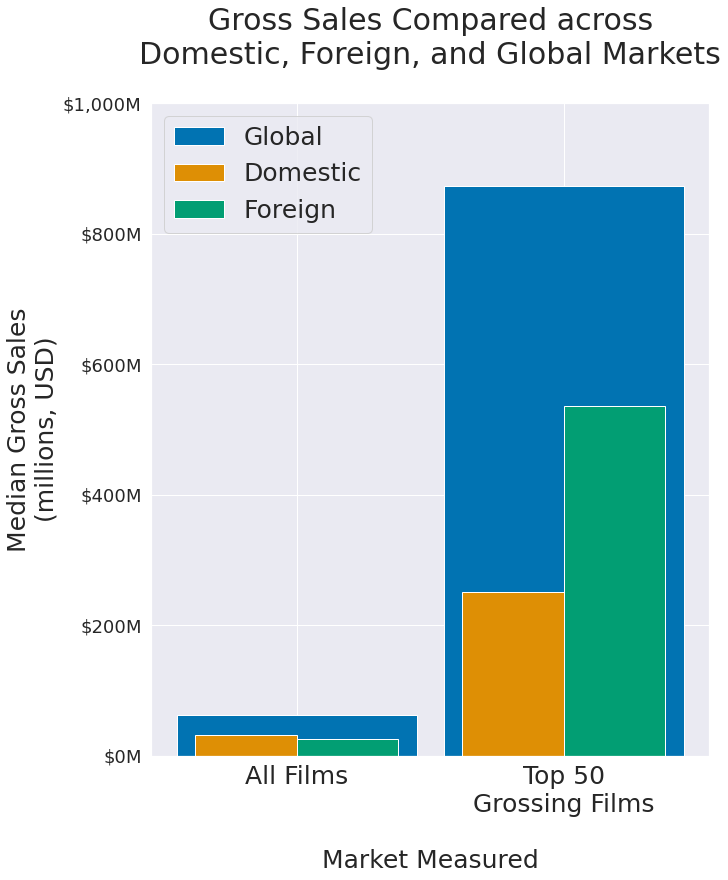 Gross Sales Compared across
Domestic, Foreign, and Global Markets
$1,000M
$800M
$600M
$400M
$200M
$0M
Median Gross Sales
(millions, USD)
Global
Domestic
Foreign
All Films
Top 50
Grossing Films
Market Measured